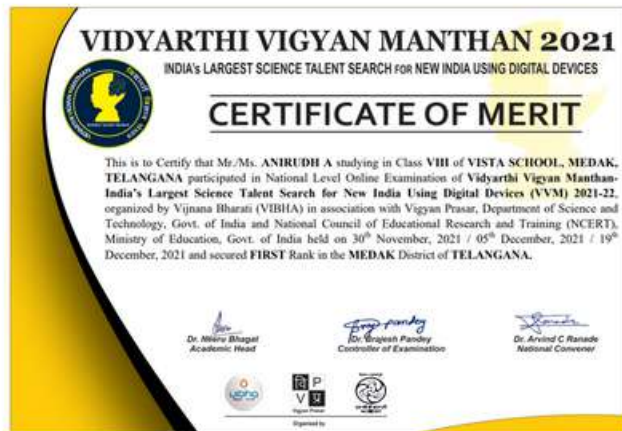 VIDYARTHI VIGYAN MANTHAN 2021
INDIA's LARGEST SCIENCE TALENT SEARCH FOR NEW INDIA USING DIGITAL DEVICES
CERTIFICATE OF MERIT
This is to Certify that Mr./Ms. ANIRUDH A studying in Class VIII of VISTA SCHOOL, MEDAK,
TELANGANA participated in National Level Online Examination of Vidyarthi Vigyan Manthan-
India's Largest Science Talent Search for New India Using Digital Devices (VVM) 2021-22,
organized by Vijnana Bharati (VIBHA) in association with Vigyan Prasar, Department of Science and
Technology, Govt. of India and National Council of Educational Research and Training (NCERT),
Ministry of Education, Govt. of India held on 30th November, 2021 / 05th December, 2021 / 19th
December, 2021 and secured FIRST Rank in the MEDAK District of TELANGANA.
Dr. Neeru Bhagat
Academic Head
Dr. Brajesh Pandey
Controller of Examination
Dr. Arvind C Ranade
National Convener
vibha
वि P
V प्र
Vigyan Prasar
Organised by